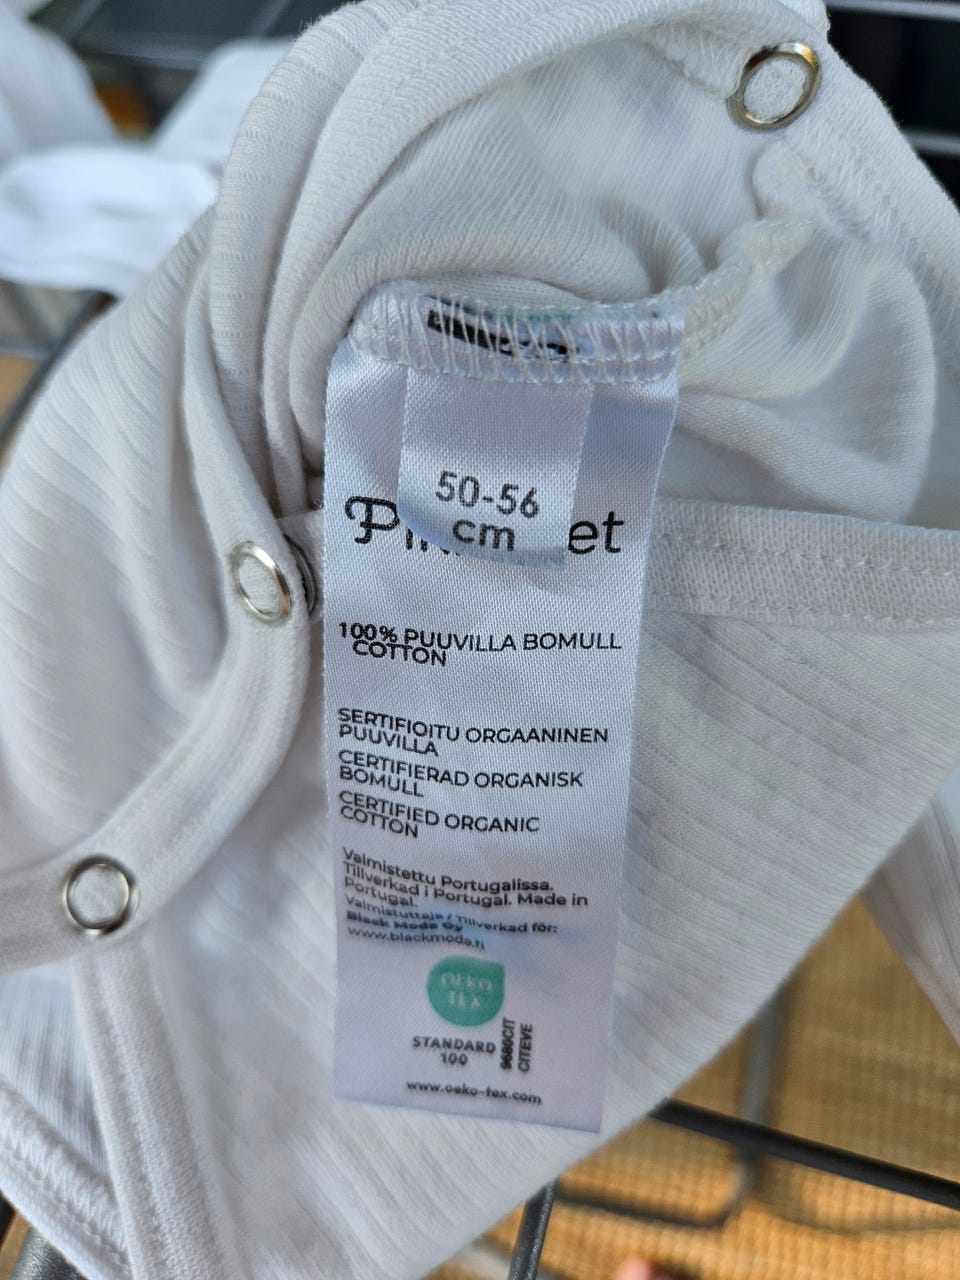 50-56
cm
100% PUUVILLA BOMULL
COTTON
SERTIFIOITU ORGAANINEN
PUUVILLA
CERTIFIERAD ORGANISK
BOMULL
CERTIFIED ORGANIC
COTTON
Valmistettu Portugalissa.
Tillverkad i Portugal. Made in
Portugal.
Valmistuttaja / Tillverkad för:
Black Mode Oy
www.blackmode.fi
OEKO
TEX
STANDARD
100
9680CIT
CITEVE
www.oeko-tex.com